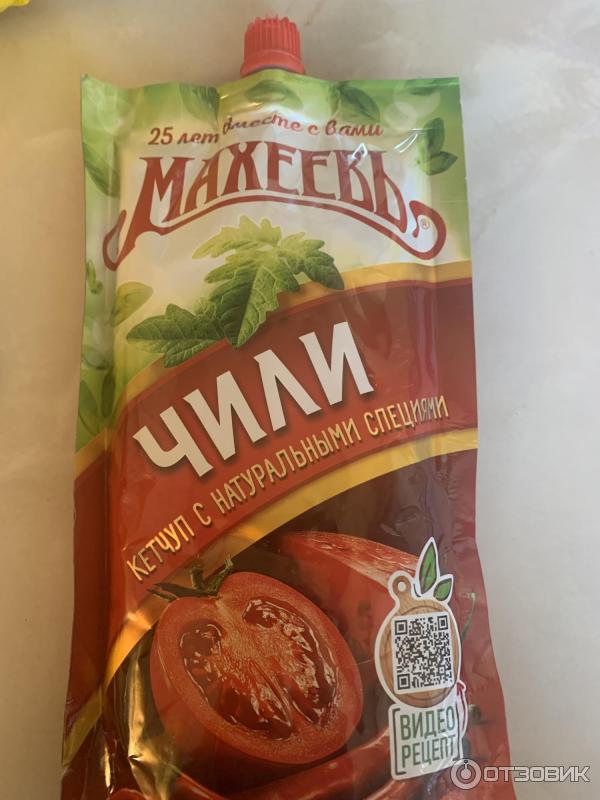 25 лет вместе с вами
МАХЕЕВЪ
®
ЧИЛИ
КЕТЧУП С НАТУРАЛЬНЫМИ СПЕЦИЯМИ
ВИДЕО
РЕЦЕПТ
ОТЗОВИК